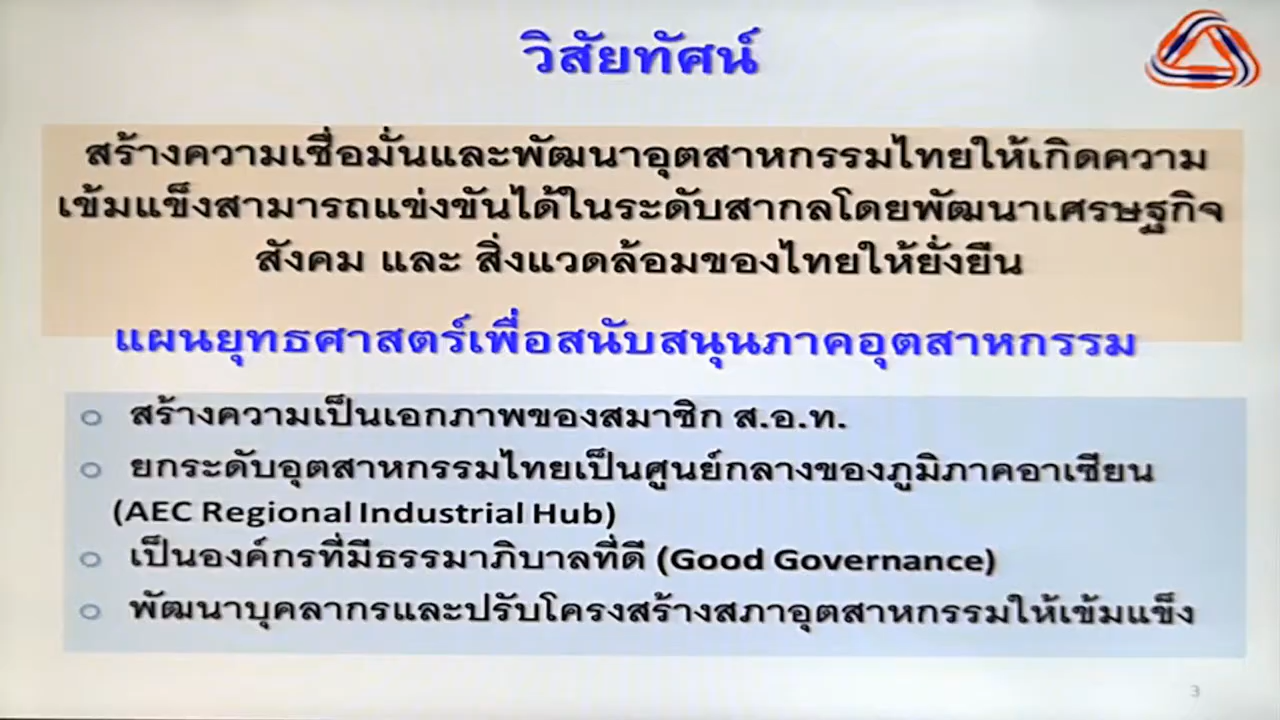 วิสัยทัศน์
สร้างความเชื่อมั่นและพัฒนาอุตสาหกรรมไทยให้เกิดความ
เข้มแข็งสามารถแข่งขันได้ในระดับสากลโดยพัฒนาเศรษฐกิจ
สังคม และ สิ่งแวดล้อมของไทยให้ยั่งยืน
แผนยุทธศาสตร์เพื่อสนับสนุนภาคอุตสาหกรรม
สร้างความเป็นเอกภาพของสมาชิก ส.อ.ท.
ยกระดับอุตสาหกรรมไทยเป็นศูนย์กลางของภูมิภาคอาเซียน
(AEC Regional Industrial Hub)
เป็นองค์กรที่มีธรรมาภิบาลที่ดี (Good Governance)
พัฒนาบุคลากรและปรับโครงสร้างสภาอุตสาหกรรมให้เข้มแข็ง
3